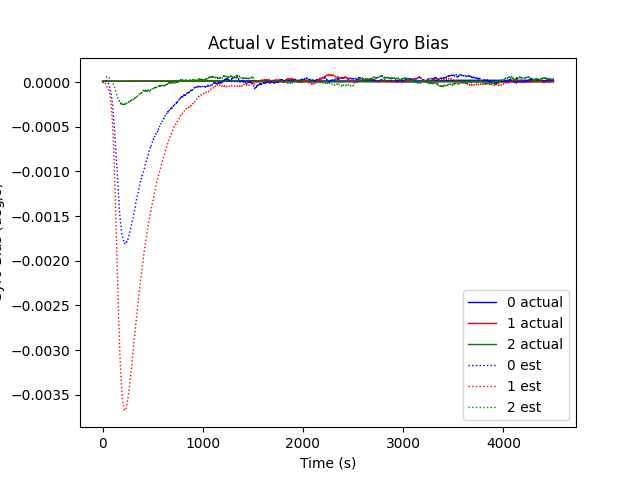 Actual v Estimated Gyro Bias
0.0000
−0.0005
−0.0010
−0.0015
−0.0020
−0.0025
−0.0030
−0.0035
0 actual
1 actual
2 actual
0 est
1 est
2 est
0
1000
2000
3000
4000
Time (s)